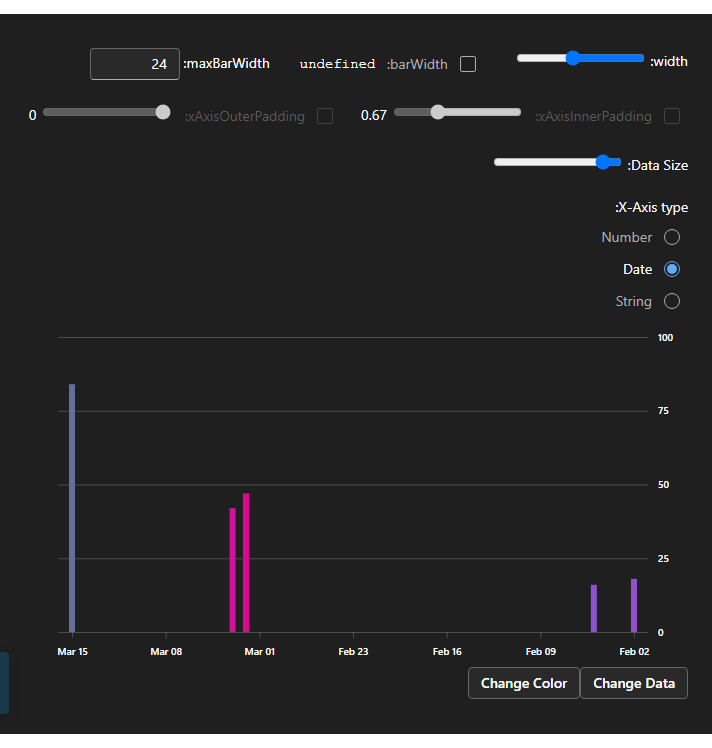 width:
barWidth: undefined
maxBarWidth: 24
xAxisInnerPadding: 0.67
xAxisOuterPadding: 0
Data Size:
X-Axis type:
Number
Date
String
100
75
50
25
0
Mar 15 Mar 08 Mar 01 Feb 23 Feb 16 Feb 09 Feb 02
Change Color Change Data